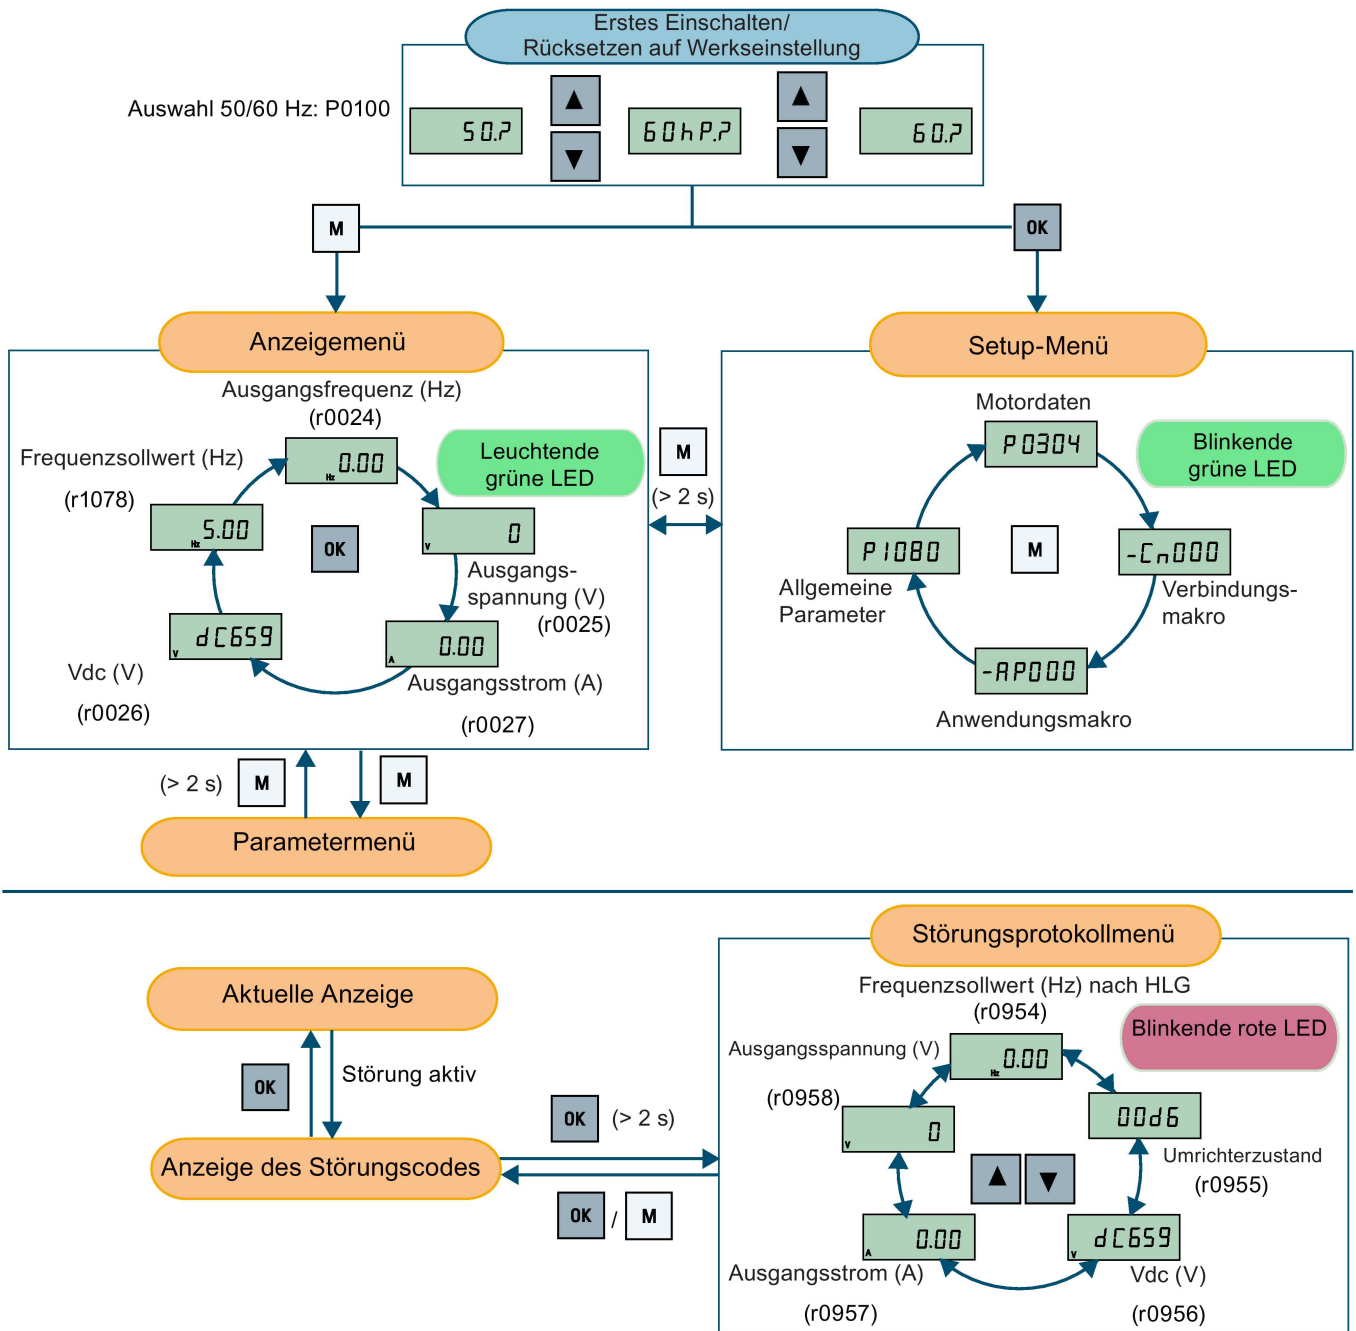 Erstes Einschalten/
Rücksetzen auf Werkseinstellung
Auswahl 50/60 Hz: P0100
50.?
60hP.?
60.?
M
OK
Anzeigemenü
Ausgangsfrequenz (Hz)
(r0024)
Hz 0.00
Leuchtende
grüne LED
Frequenzsollwert (Hz)
(r1078)
Hz 5.00
OK
V 0
Ausgangs-
spannung (V)
(r0025)
dC659
V
A 0.00
Vdc (V)
(r0026)
Ausgangsstrom (A)
(r0027)
M
(> 2 s)
Setup-Menü
Motordaten
P0304
Blinkende
grüne LED
P1080
M
-Cn000
Allgemeine
Parameter
Verbindungs-
makro
-AP000
Anwendungsmakro
(> 2 s)
M
M
Parametermenü
Aktuelle Anzeige
OK
Störung aktiv
Anzeige des Störungscodes
OK
(> 2 s)
OK / M
Störungsprotokollmenü
Frequenzsollwert (Hz) nach HLG
(r0954)
Blinkende rote LED
Ausgangsspannung (V)
(r0958)
Hz 0.00
V 0
00d6
Umrichterzustand
(r0955)
A 0.00
dC659
V
Ausgangsstrom (A)
(r0957)
Vdc (V)
(r0956)